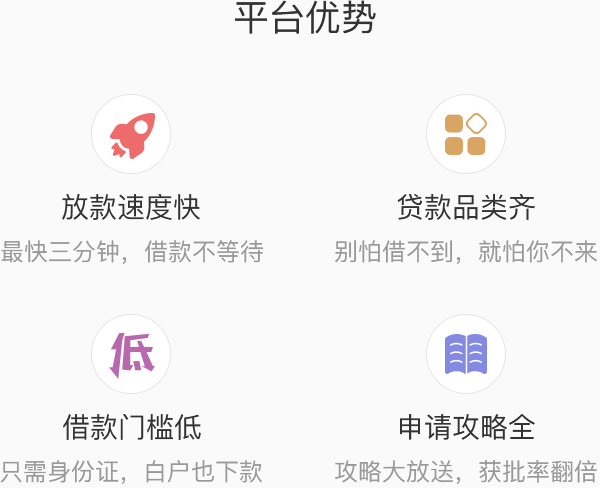 平台优势
放款速度快
最快三分钟，借款不等待
贷款品类齐
别怕借不到，就怕你不来
低
借款门槛低
只需身份证，白户也下款
申请攻略全
攻略大放送，获批率翻倍